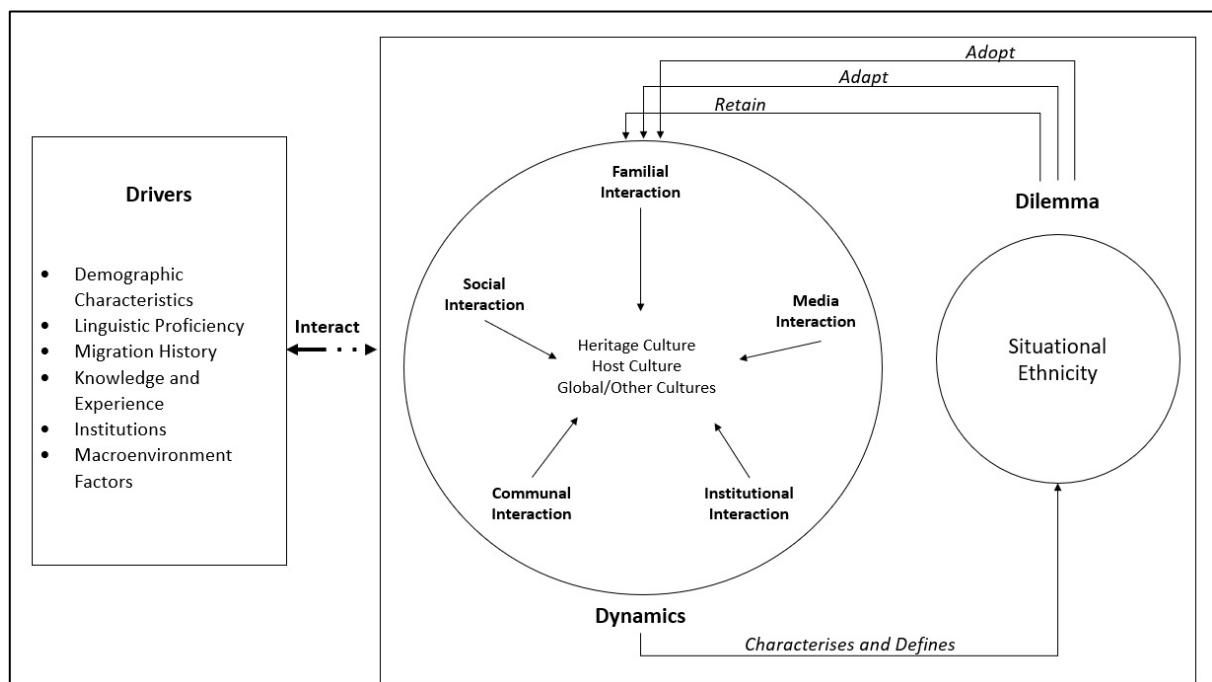 Adopt
Adapt
Retain
Drivers
• Demographic
Characteristics
• Linguistic Proficiency
• Migration History
• Knowledge and
Experience
• Institutions
• Macroenvironment
Factors
Interact
Familial
Interaction
Social
Interaction
Media
Interaction
Heritage Culture
Host Culture
Global/Other Cultures
Communal
Interaction
Institutional
Interaction
Dynamics
Dilemma
Situational
Ethnicity
Characterises and Defines